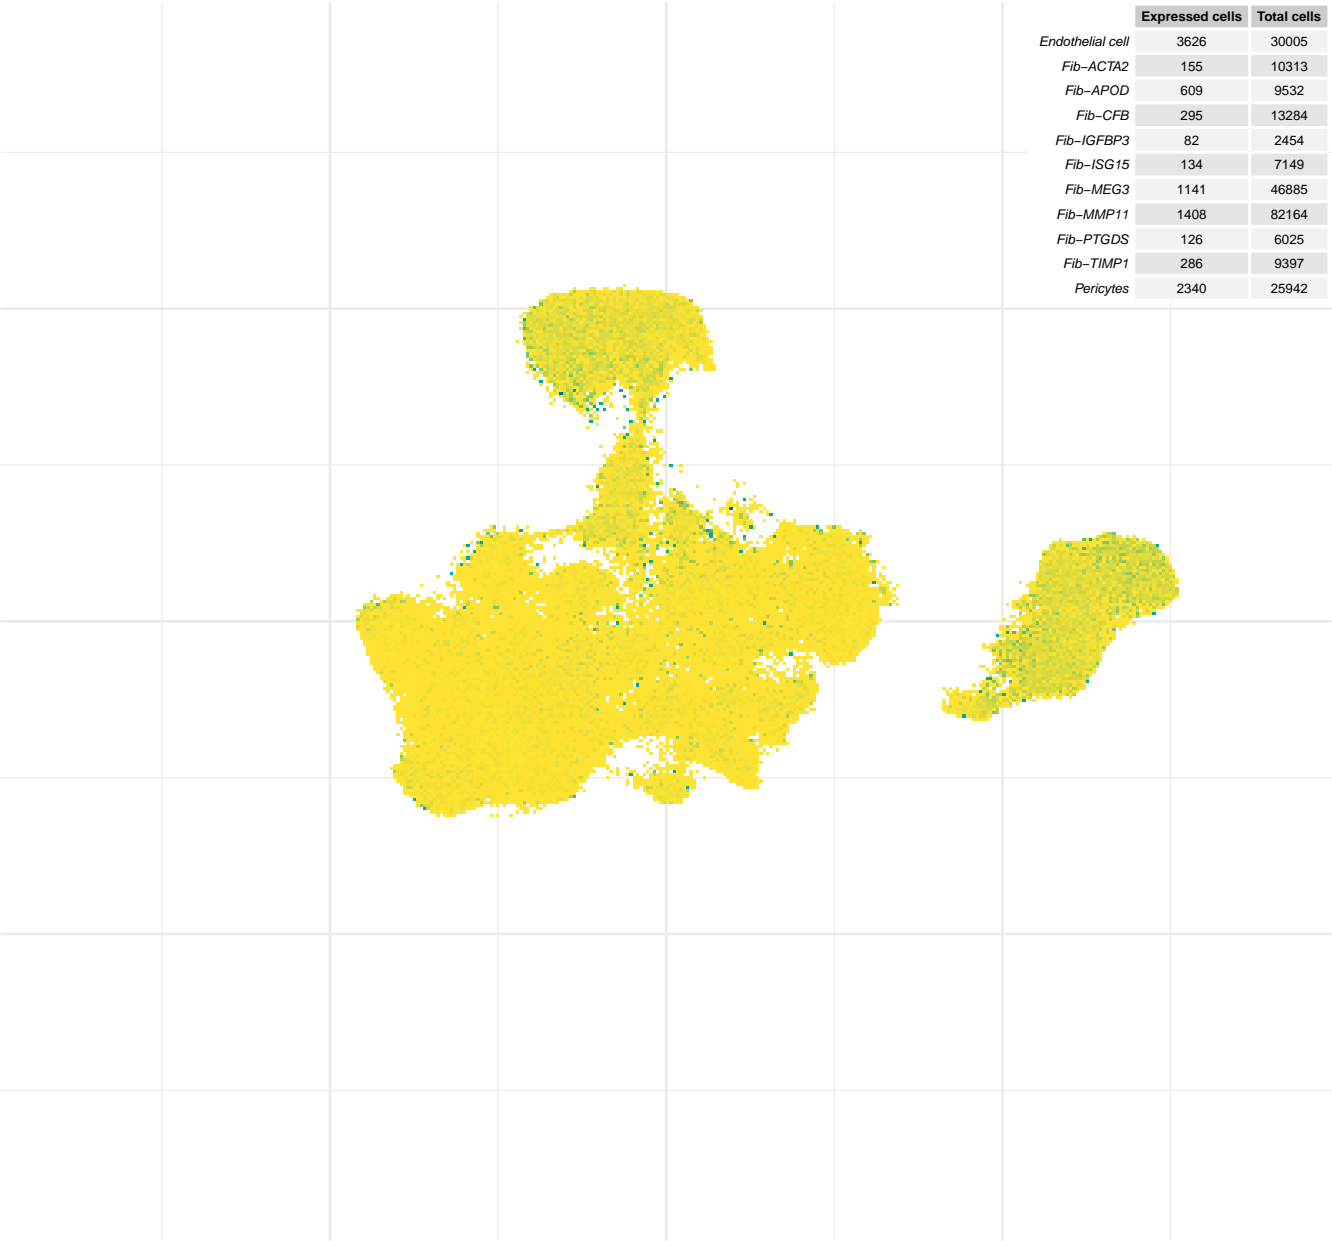 Expressed cells Total cells
Endothelial cell 3626 30005
Fib−ACTA2 155 10313
Fib−APOD 609 9532
Fib−CFB 295 13284
Fib−IGFBP3 82 2454
Fib−ISG15 134 7149
Fib−MEG3 1141 46885
Fib−MMP11 1408 82164
Fib−PTGDS 126 6025
Fib−TIMP1 286 9397
Pericytes 2340 25942